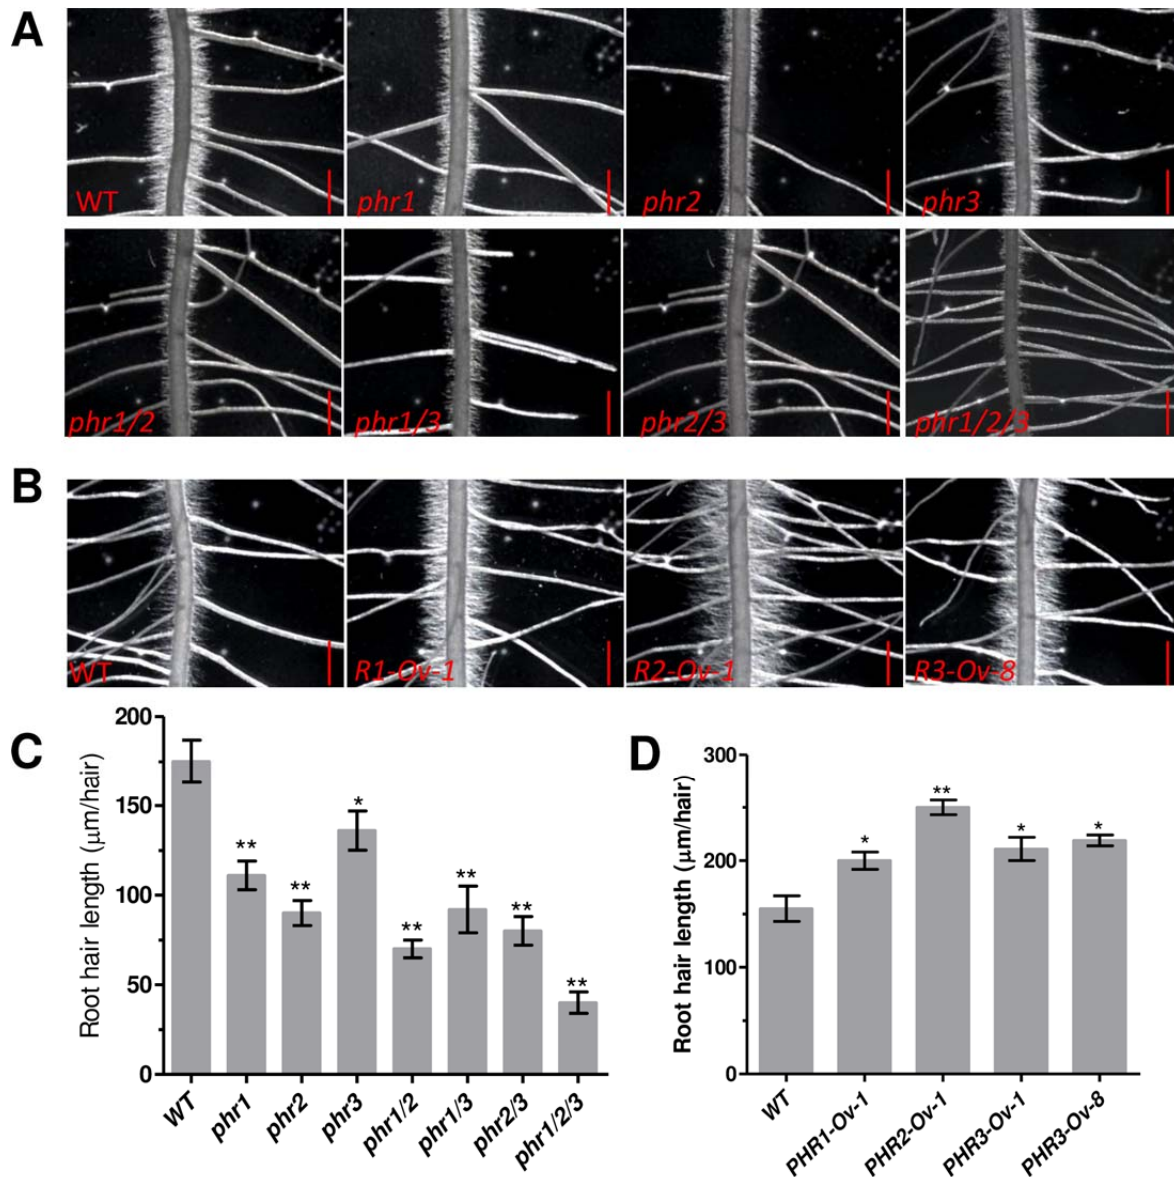 A
WT
phr1
phr2
phr3
phr1/2
phr1/3
phr2/3
phr1/2/3
B
WT
R1-Ov-1
R2-Ov-1
R3-Ov-8
C
Root hair length (μm/hair)
200
150
100
50
0
**
**
*
**
**
**
**
WT
phr1
phr2
phr3
phr1/2
phr1/3
phr2/3
phr1/2/3
D
Root hair length (μm/hair)
300
200
100
0
*
**
*
*
WT
PHR1-Ov-1
PHR2-Ov-1
PHR3-Ov-1
PHR3-Ov-8